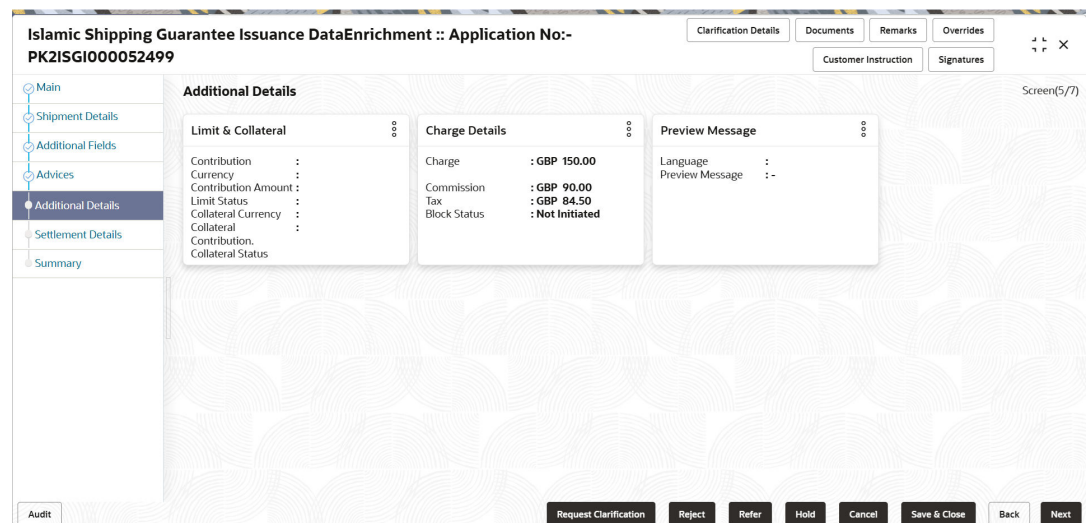 Islamic Shipping Guarantee Issuance DataEnrichment :: Application No:-
PK2ISGI000052499
Clarification Details
Documents
Remarks
Overrides
Customer Instruction
Signatures
Main
Shipment Details
Additional Fields
Advices
Additional Details
Settlement Details
Summary
Additional Details
Screen(5/7)
Limit & Collateral
Contribution :
Currency :
Contribution Amount :
Limit Status :
Collateral Currency :
Collateral :
Contribution.
Collateral Status
Charge Details
Charge : GBP 150.00
Commission : GBP 90.00
Tax : GBP 84.50
Block Status : Not Initiated
Preview Message
Language :
Preview Message : -
Audit
Request Clarification
Reject
Refer
Hold
Cancel
Save & Close
Back
Next